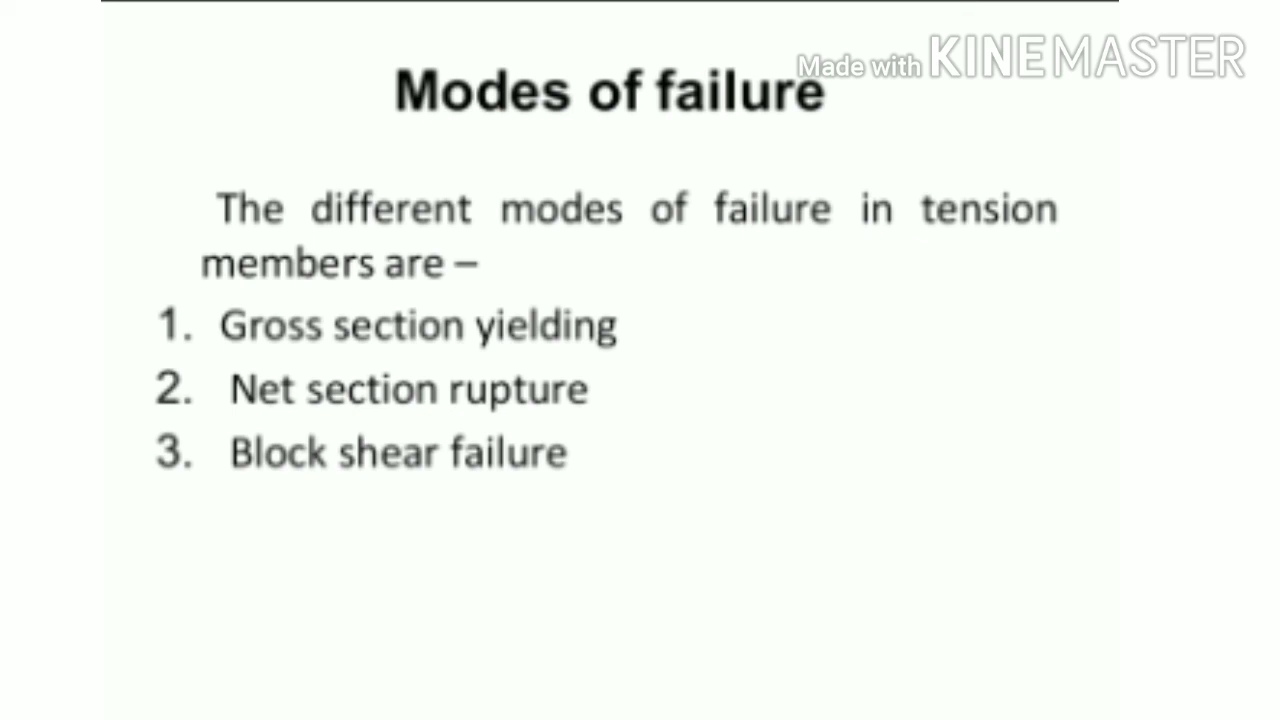 Made with KINEMASTER
Modes of failure
The different modes of failure in tension
members are –
1. Gross section yielding
2. Net section rupture
3. Block shear failure